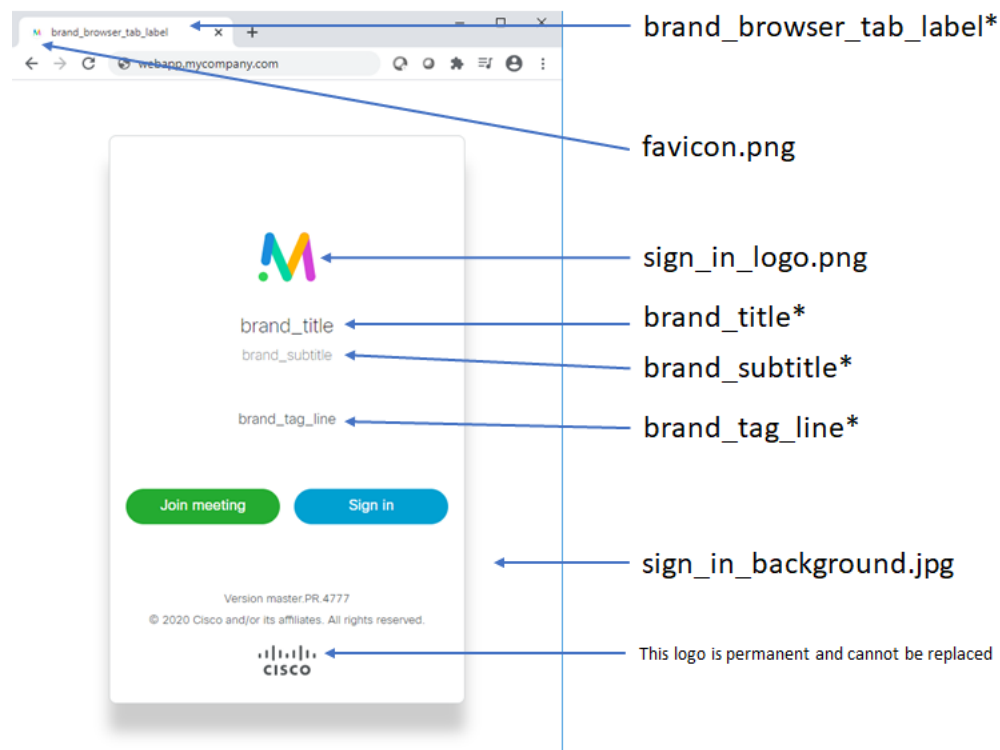 brand_browser_tab_label
brand_browser_tab_label*
webapp.mycompany.com
favicon.png
sign_in_logo.png
brand_title
brand_title*
brand_subtitle
brand_subtitle*
brand_tag_line
brand_tag_line*
Join meeting
Sign in
sign_in_background.jpg
Version master.PR.4777
© 2020 Cisco and/or its affiliates. All rights reserved.
CISCO
This logo is permanent and cannot be replaced